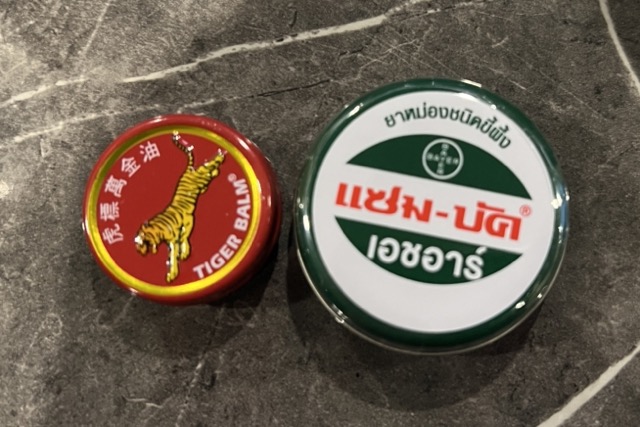 虎標萬金油
TIGER BALM®
ยาหม่องชนิดขี้ผึ้ง
BAYER
BAYER
แซม-บัค®
เอชอาร์